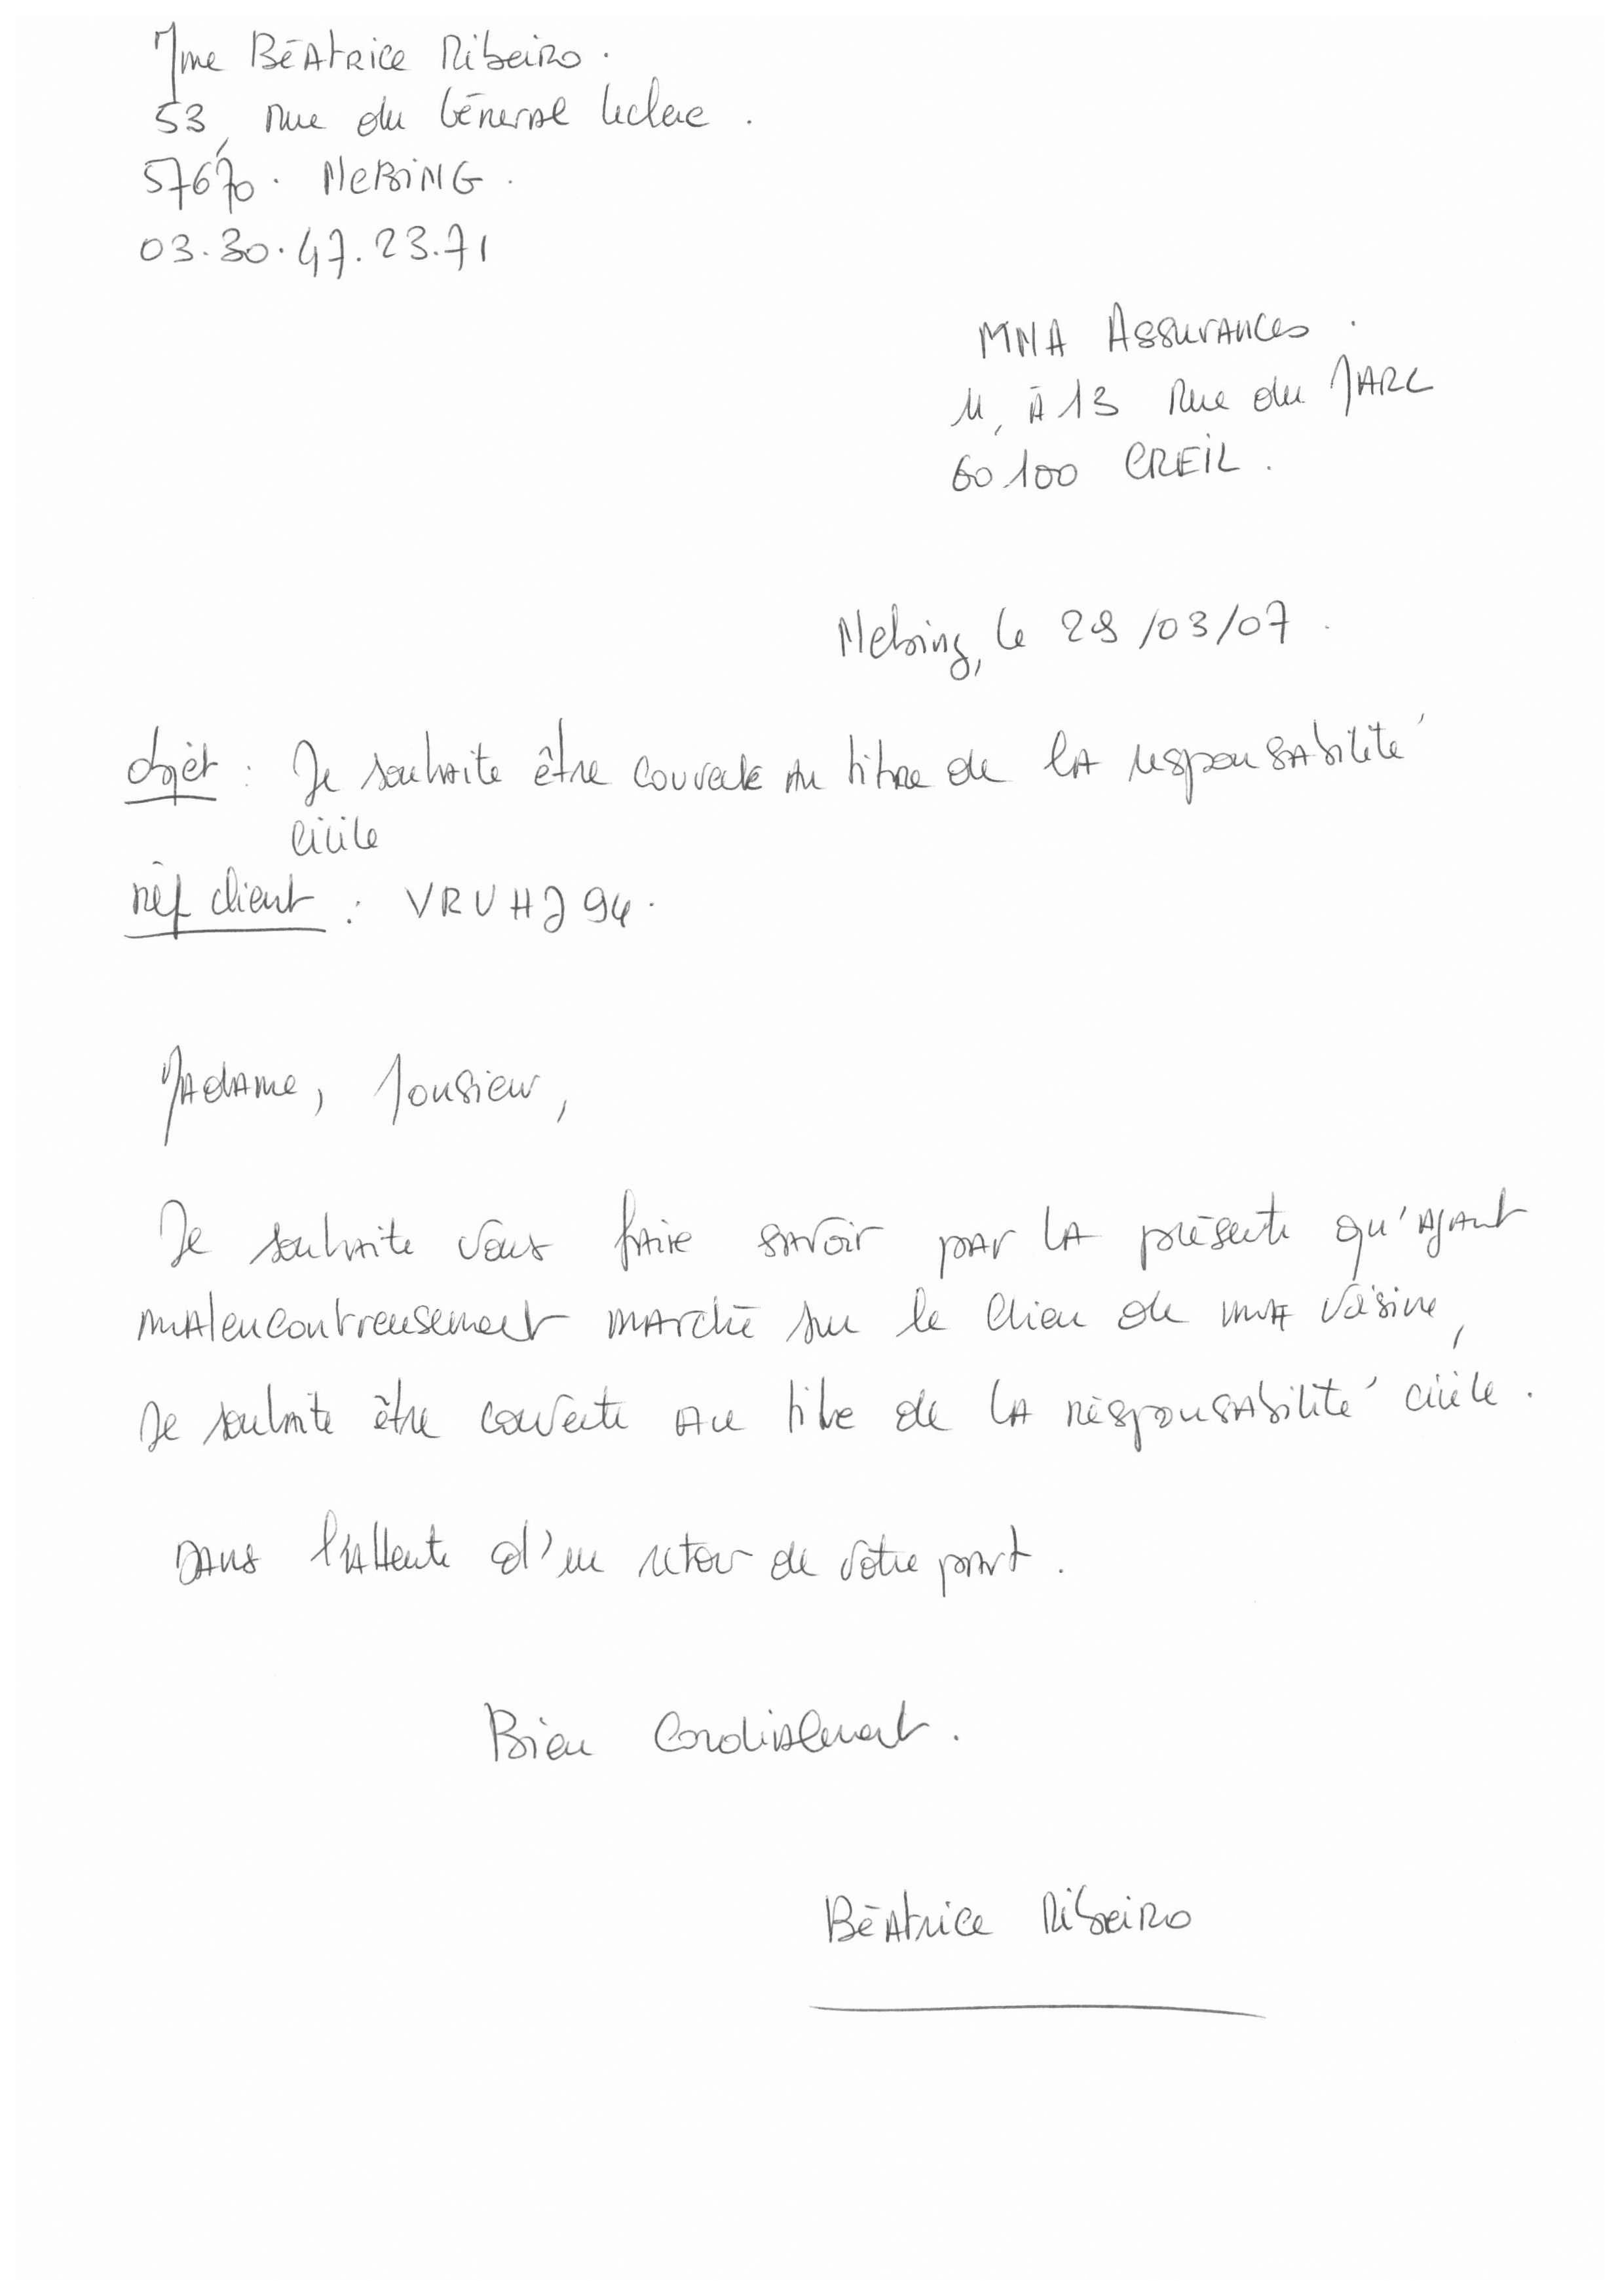 Mme Béatrice Ribeiro.
53, rue du Général Leclerc.
57670. NEBING.
03.30.47.23.71
MNA Assurances.
11, à 13 Rue du MARC
60100 CREIL.
Nebing, le 28/03/07.
Objet : Je souhaite être couverte au titre de la responsabilité
civile
réf client : VRUHJ94.
Madame, Monsieur,
Je souhaite vous faire savoir par la présente qu'ayant
malencontreusement marché sur le chien de ma voisine,
je souhaite être couverte au titre de la responsabilité civile.
Dans l'attente d'un retour de votre part.
Bien Cordialement.
Béatrice Ribeiro